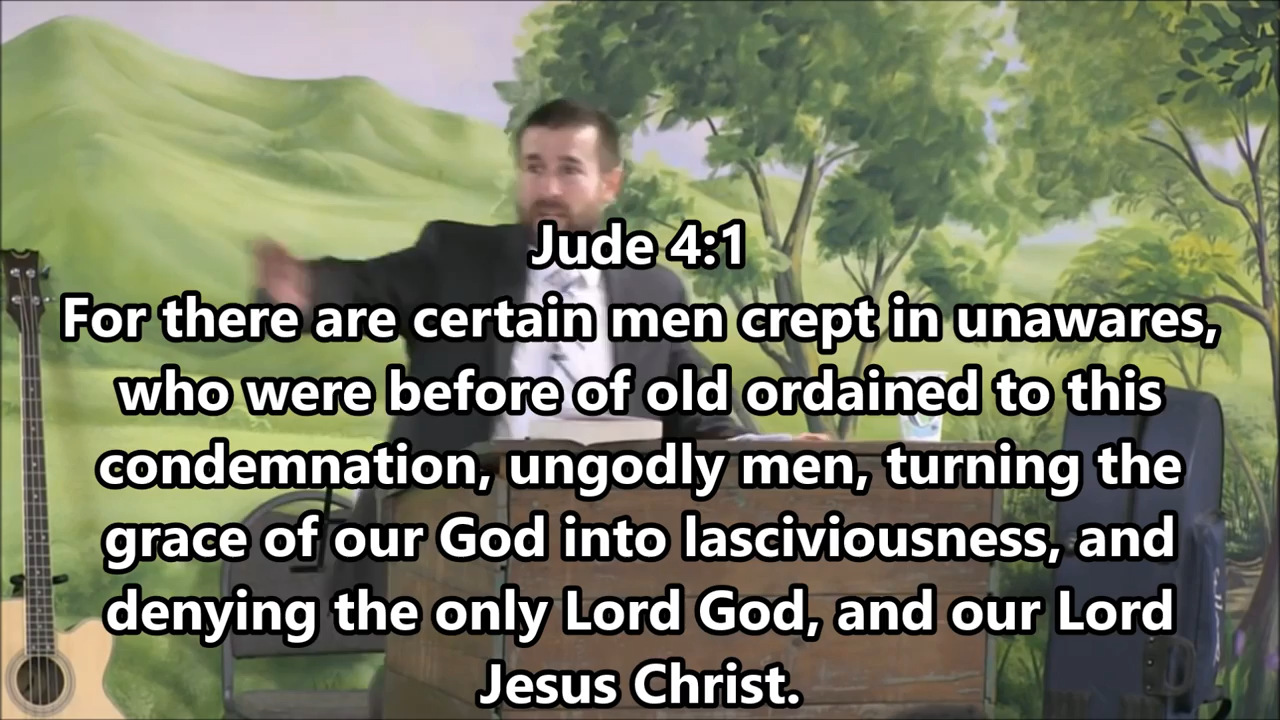 Jude 4:1
For there are certain men crept in unawares,
who were before of old ordained to this
condemnation, ungodly men, turning the
grace of our God into lasciviousness, and
denying the only Lord God, and our Lord
Jesus Christ.